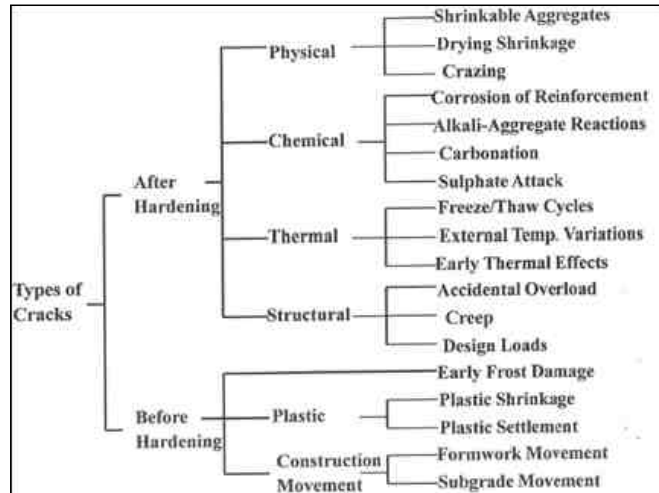 Shrinkable Aggregates
Physical
Drying Shrinkage
Crazing
Corrosion of Reinforcement
Alkali-Aggregate Reactions
Chemical
Carbonation
After
Hardening
Sulphate Attack
Freeze/Thaw Cycles
Thermal
External Temp. Variations
Early Thermal Effects
Types of
Cracks
Accidental Overload
Structural
Creep
Design Loads
Early Frost Damage
Before
Hardening
Plastic
Plastic Shrinkage
Plastic Settlement
Construction
Movement
Formwork Movement
Subgrade Movement